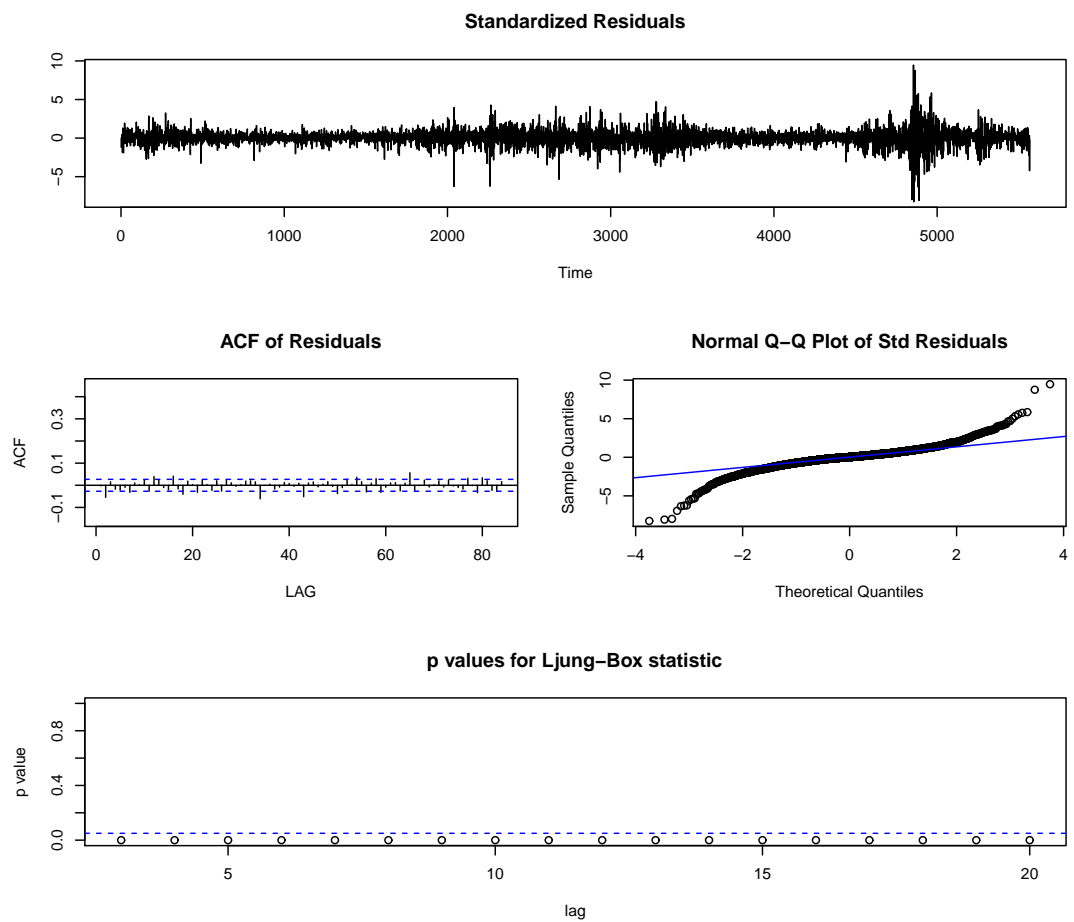 Standardized Residuals
10
5
0
−5
0 1000 2000 3000 4000 5000
Time
ACF of Residuals
ACF
0.3
0.1
−0.1
0 20 40 60 80
LAG
Normal Q−Q Plot of Std Residuals
Sample Quantiles
10
5
0
−5
−4 −2 0 2 4
Theoretical Quantiles
p values for Ljung−Box statistic
p value
0.8
0.4
0.0
5 10 15 20
lag